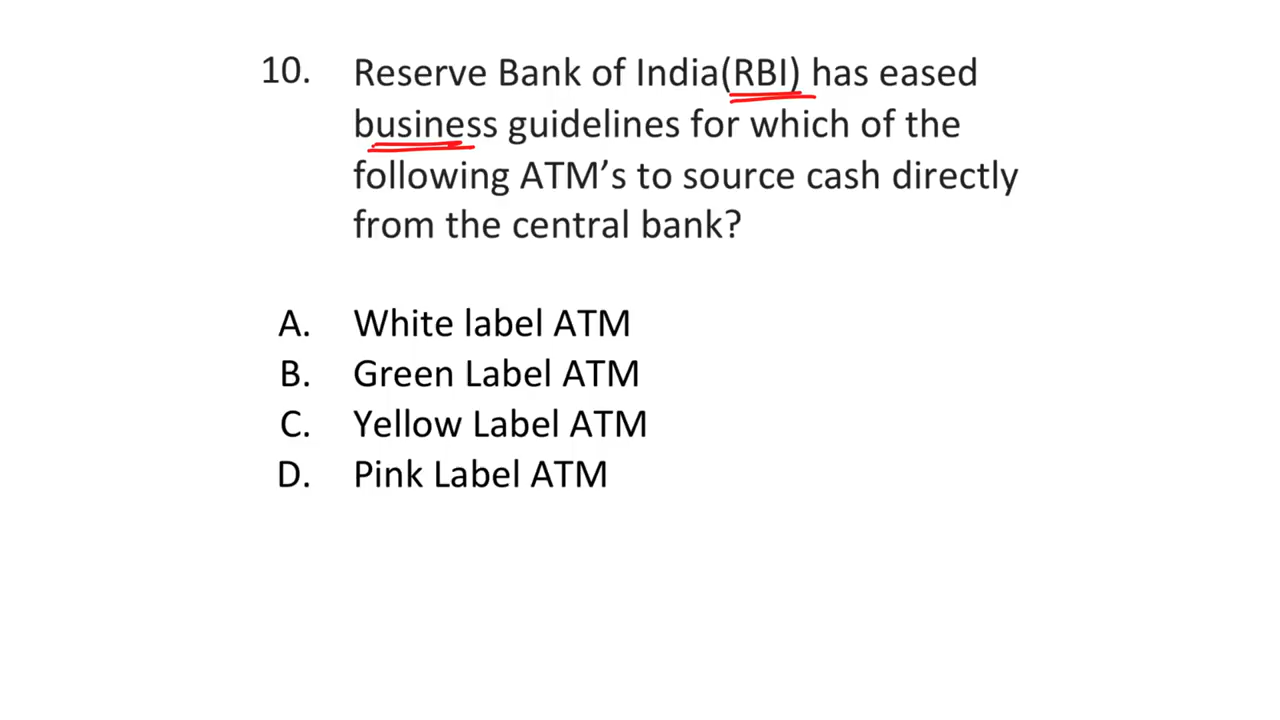 10. Reserve Bank of India(RBI) has eased
business guidelines for which of the
following ATM’s to source cash directly
from the central bank?
A. White label ATM
B. Green Label ATM
C. Yellow Label ATM
D. Pink Label ATM